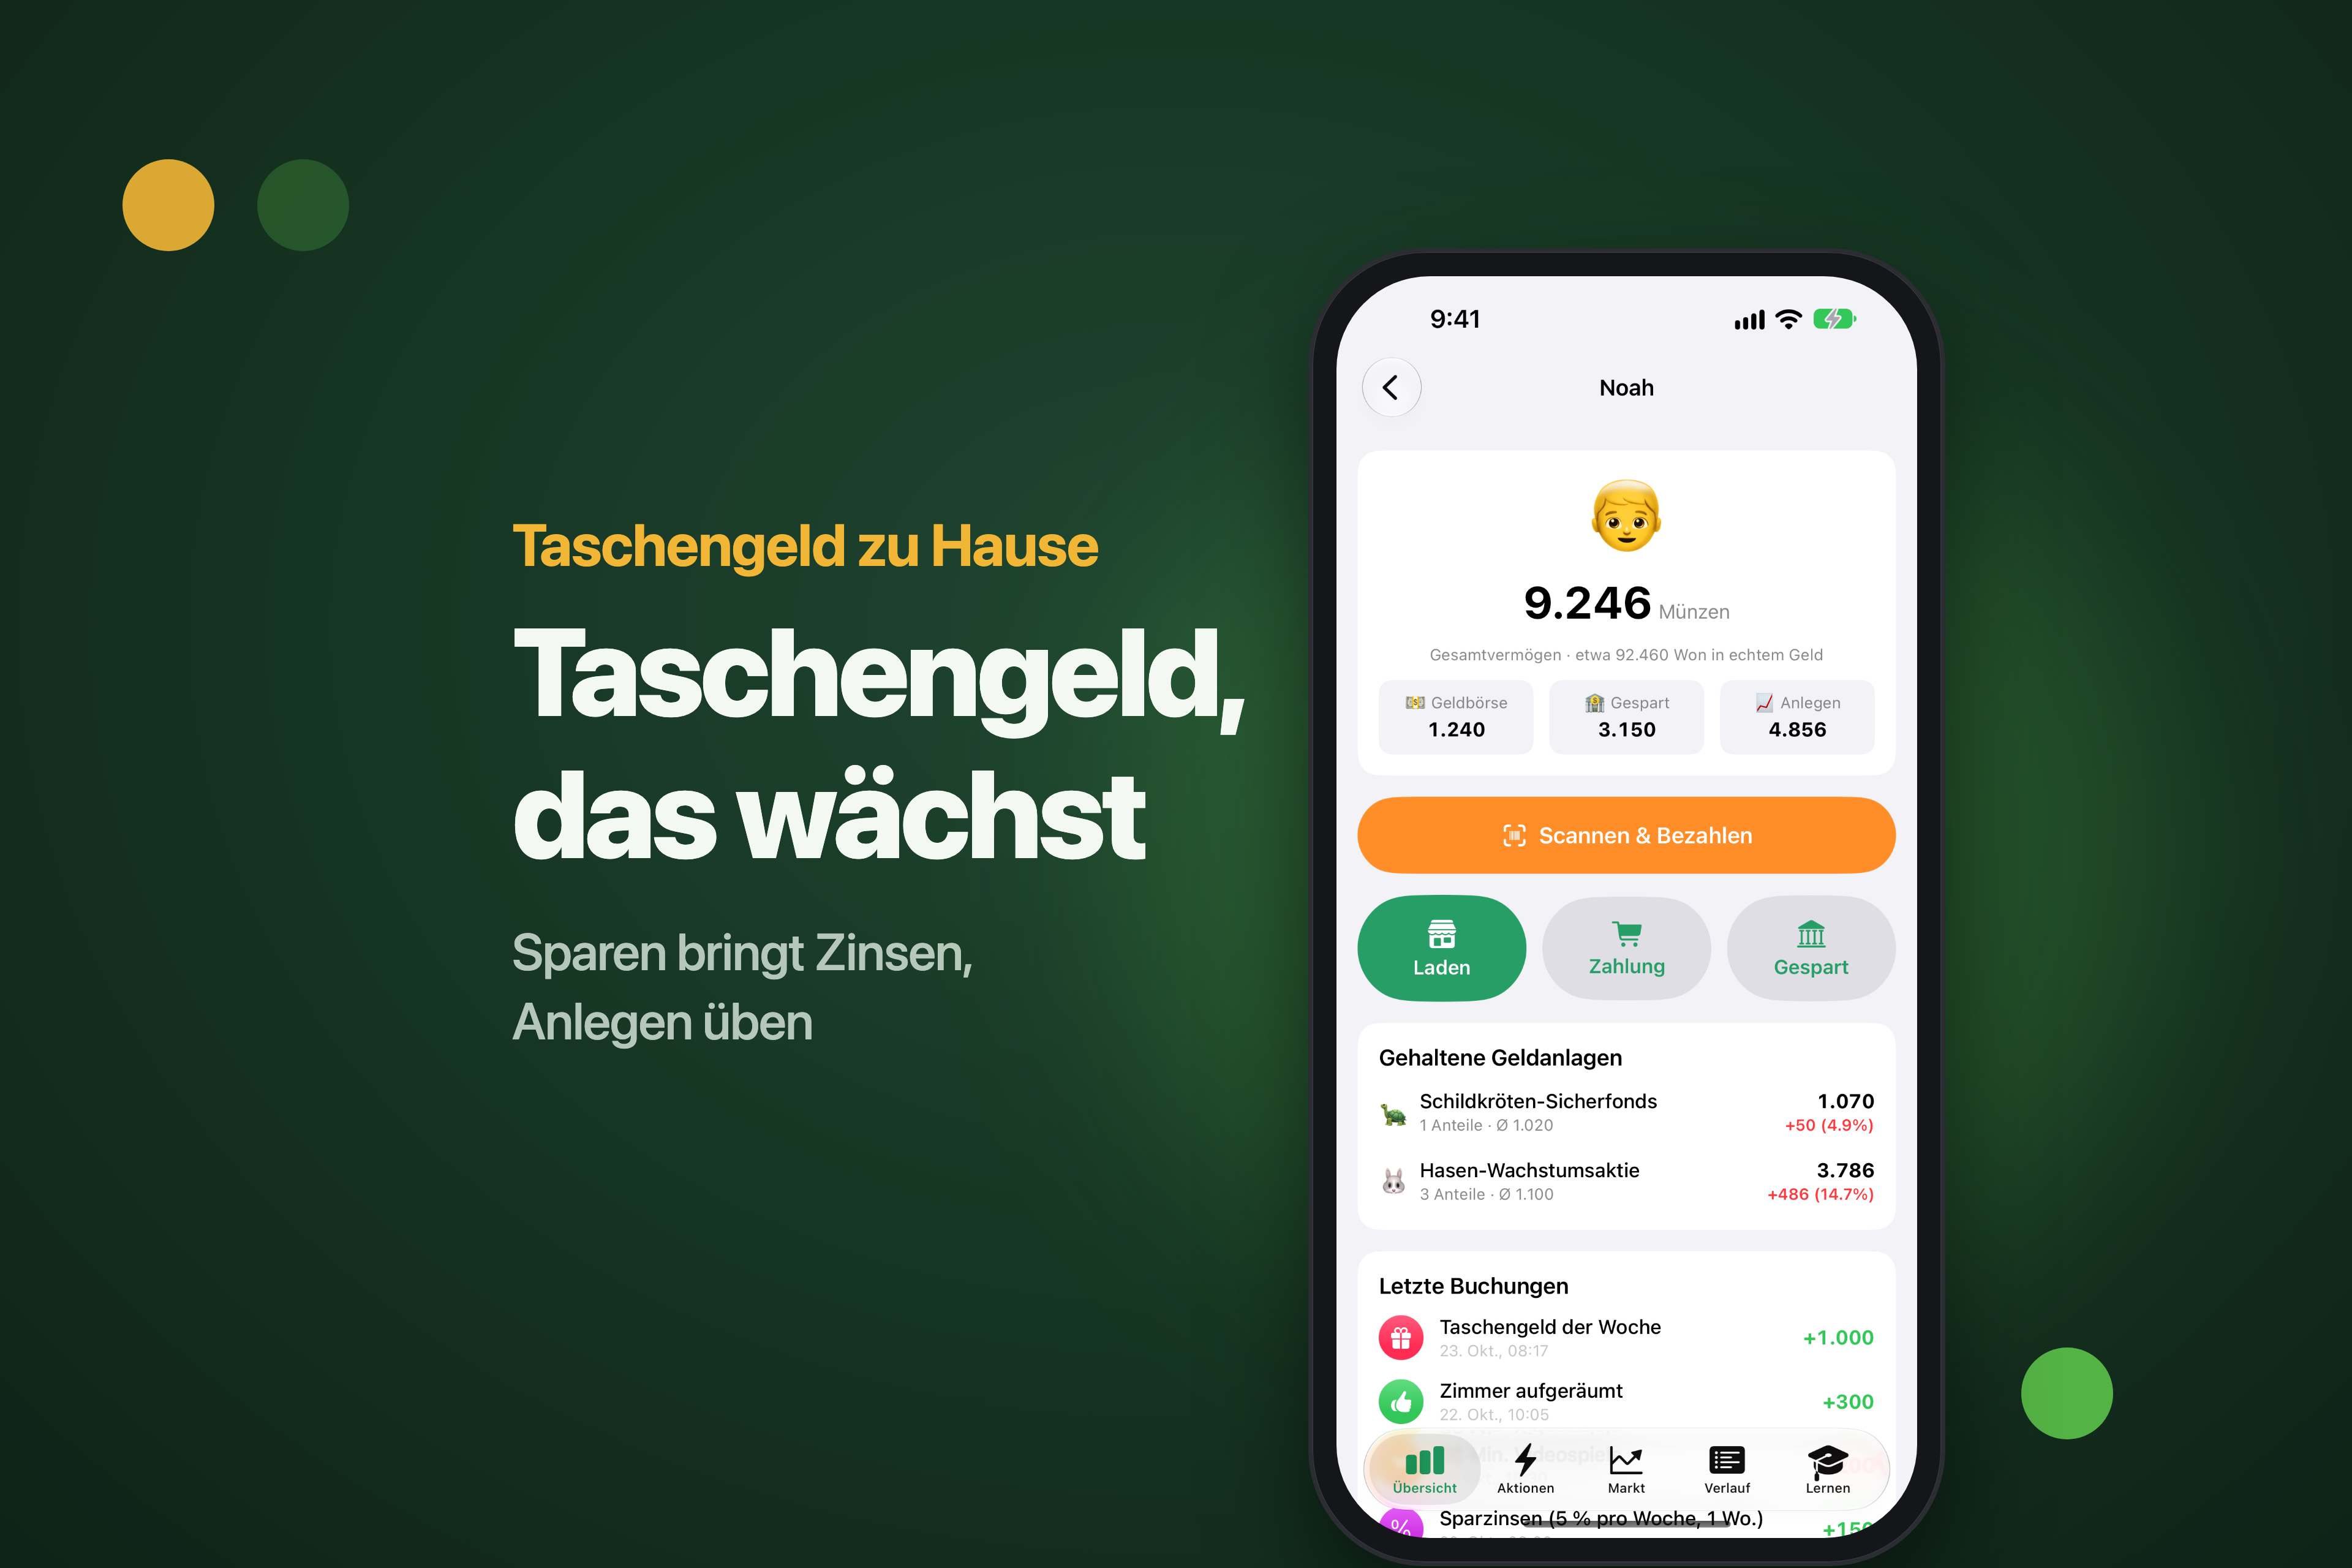 Taschengeld zu Hause
Taschengeld,
das wächst
Sparen bringt Zinsen,
Anlegen üben
9:41
Noah
9.246 Münzen
Gesamtvermögen · etwa 92.460 Won in echtem Geld
Geldbörse
1.240
Gespart
3.150
Anlegen
4.856
Scannen & Bezahlen
Laden
Zahlung
Gespart
Gehaltene Geldanlagen
Schildkröten-Sicherfonds
1.070
1 Anteile · Ø 1.020
+50 (4.9%)
Hasen-Wachstumsaktie
3.786
3 Anteile · Ø 1.100
+486 (14.7%)
Letzte Buchungen
Taschengeld der Woche
+1.000
23. Okt., 08:17
Zimmer aufgeräumt
+300
22. Okt., 10:05
Min. Videospiel
Übersicht
Aktionen
Markt
Verlauf
Lernen
Sparzinsen (5 % pro Woche, 1 Wo.)
+150